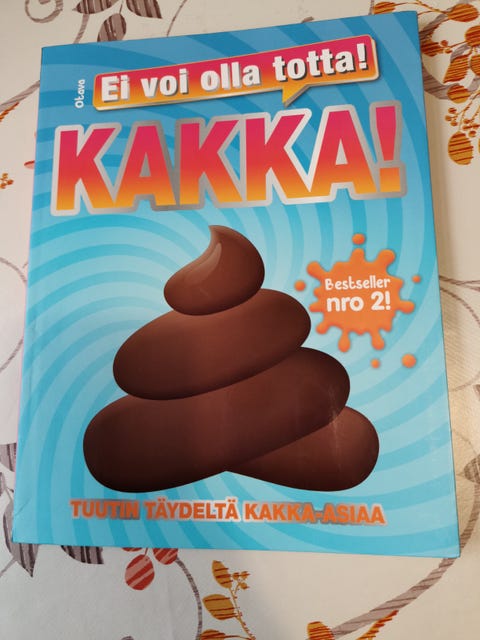 Otava
Ei voi olla totta!
KAKKA!
Bestseller
nro 2!
TUUTIN TÄYDELTÄ KAKKA-ASIAA